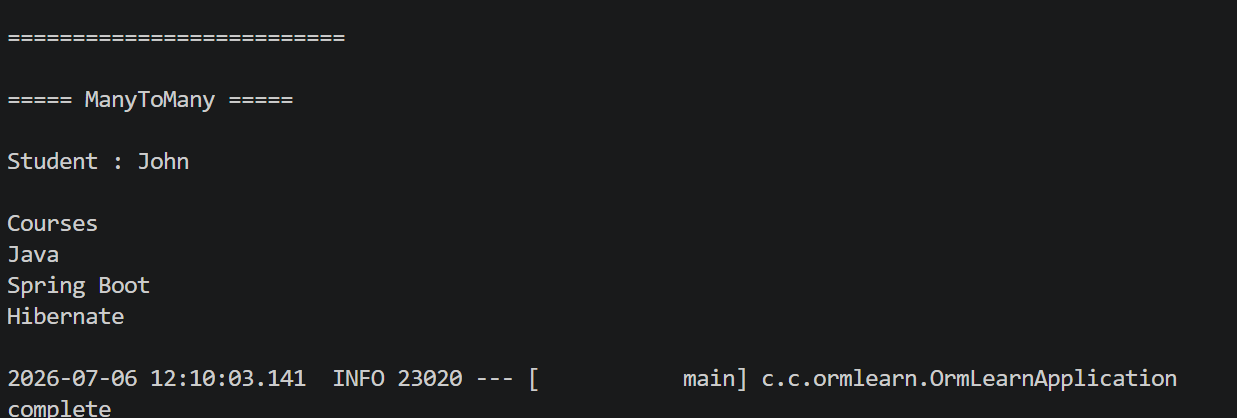 ==========================
===== ManyToMany =====
Student : John
Courses
Java
Spring Boot
Hibernate
2026-07-06 12:10:03.141  INFO 23020 --- [           main] c.c.ormlearn.OrmLearnApplication
complete